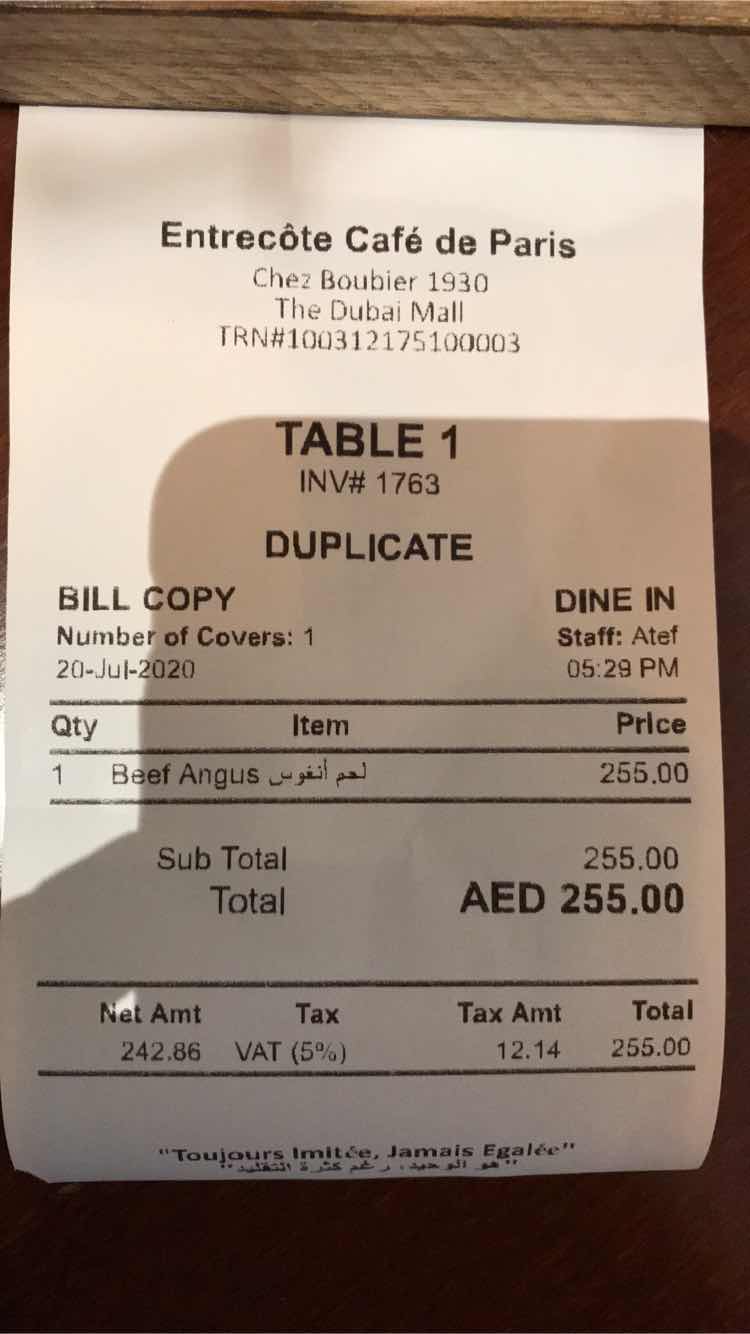 Entrecôte Café de Paris
Chez Boubier 1930
The Dubai Mall
TRN#100312175100003
TABLE 1
INV# 1763
DUPLICATE
BILL COPY DINE IN
Number of Covers: 1 Staff: Atef
20-Jul-2020 05:29 PM
Qty Item Price
1 Beef Angus لحم أنغوس 255.00
Sub Total 255.00
Total AED 255.00
Net Amt Tax Tax Amt Total
242.86 VAT (5%) 12.14 255.00
"Toujours Imitée, Jamais Egalée"
"هو الوحيد، رغم كثرة التقليد"